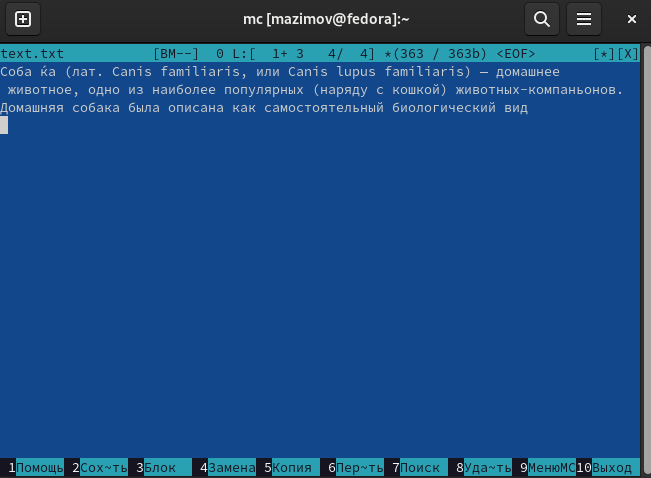 mc [mazimov@fedora]:~
text.txt [BM--] 0 L:[ 1+ 3 4/ 4] *(363 / 363b) <EOF> [*][X]
Соба ќа (лат. Canis familiaris, или Canis lupus familiaris) — домашнее
животное, одно из наиболее популярных (наряду с кошкой) животных-компаньонов.
Домашняя собака была описана как самостоятельный биологический вид
1Помощь 2Сох~ть 3Блок 4Замена 5Копия 6Пер~ть 7Поиск 8Уда~ть 9МенюMC 10Выход